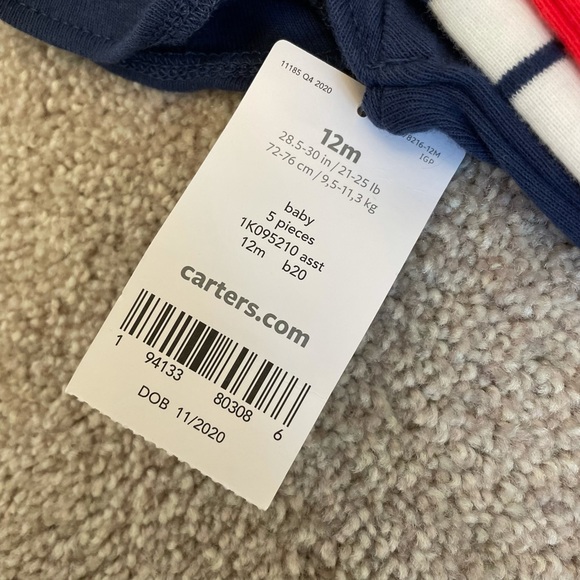 11185 Q4 2020
12m
28.5-30 in / 21-25 lb
72-76 cm / 9,5-11,3 kg
8216-12M
1GP
baby
5 pieces
1K095210 asst
12m b20
carters.com
1 94133 80308 6
DOB 11/2020